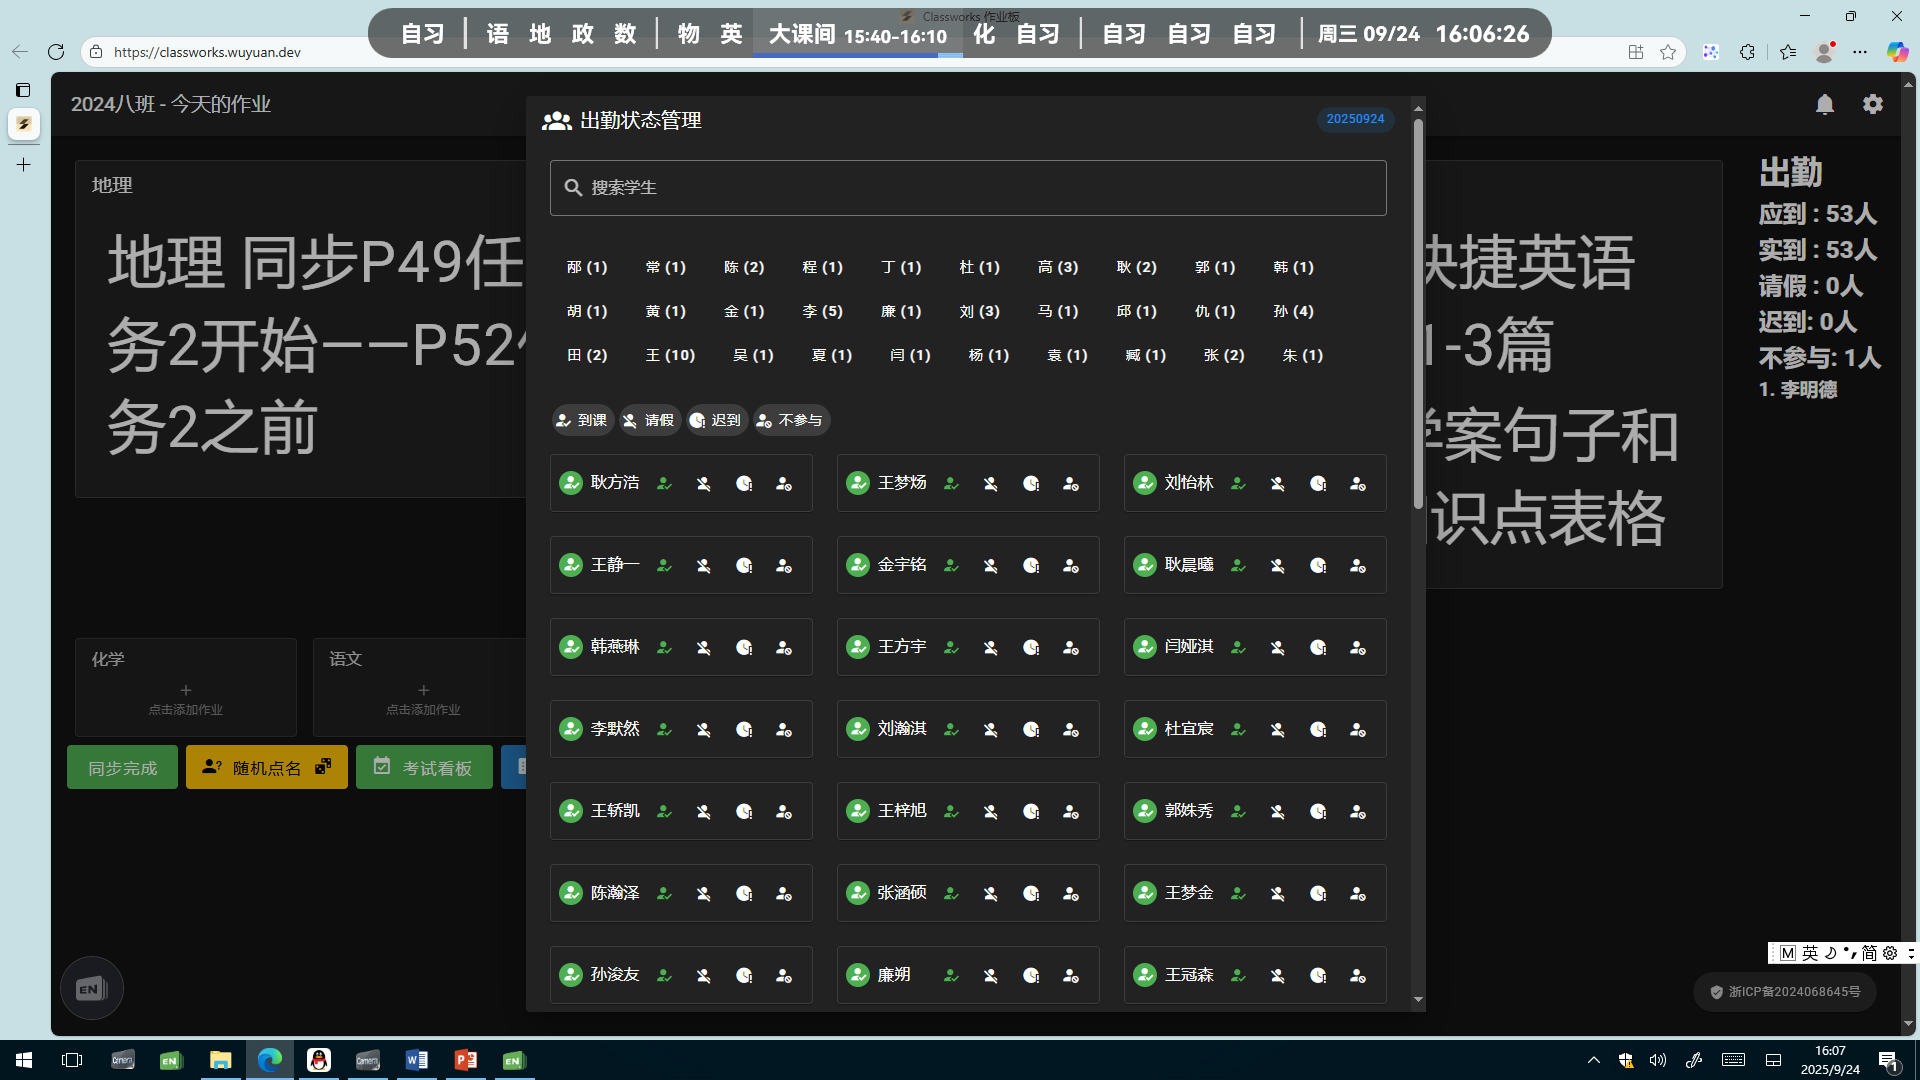 Classworks 作业板
自习 | 语 地 政 数 | 物 英 大课间 15:40-16:10 化 自习 | 自习 自习 自习 | 周三 09/24 16:06:26
https://classworks.wuyuan.dev
2024八班 - 今天的作业
地理
地理 同步P49任
务2开始——P52
务2之前
化学
点击添加作业
语文
点击添加作业
同步完成
随机点名
考试看板
EN
出勤状态管理
20250924
搜索学生
邴 (1) 常 (1) 陈 (2) 程 (1) 丁 (1) 杜 (1) 高 (3) 耿 (2) 郭 (1) 韩 (1)
胡 (1) 黄 (1) 金 (1) 李 (5) 廉 (1) 刘 (3) 马 (1) 邱 (1) 仇 (1) 孙 (4)
田 (2) 王 (10) 吴 (1) 夏 (1) 闫 (1) 杨 (1) 袁 (1) 臧 (1) 张 (2) 朱 (1)
到课 请假 迟到 不参与
耿方浩 王梦炀 刘怡林
王静一 金宇铭 耿晨曦
韩燕琳 王方宇 闫娅淇
李默然 刘瀚淇 杜宜宸
王轿凯 王梓旭 郭姝秀
陈瀚泽 张涵硕 王梦金
孙浚友 廉朔 王冠森
快捷英语
1-3篇
学案句子和
识点表格
出勤
应到 : 53人
实到 : 53人
请假 : 0人
迟到: 0人
不参与: 1人
1. 李明德
M 英 简
浙ICP备2024068645号
Camera EN Camera EN
16:07
2025/9/24
1